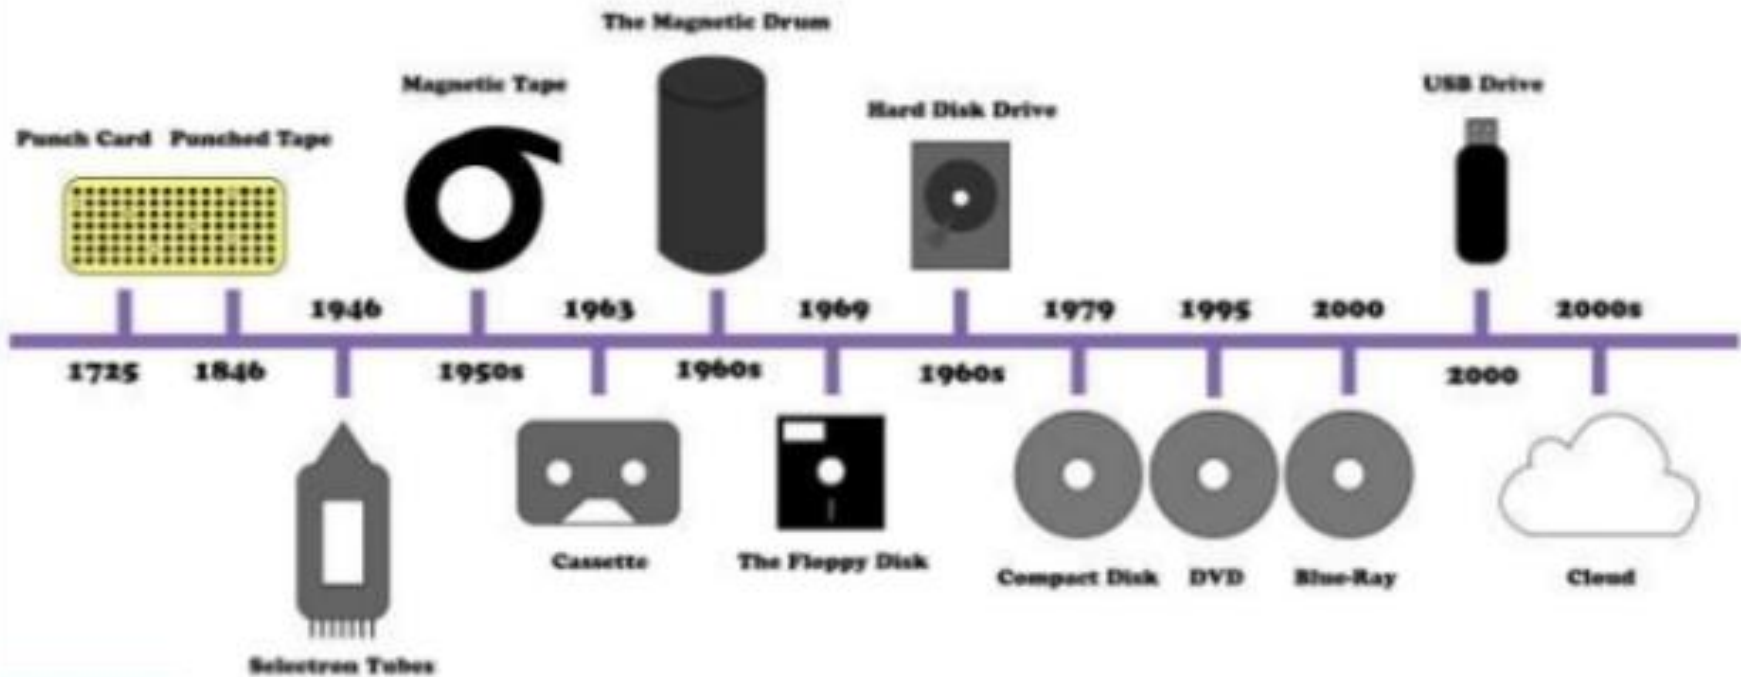 The Magnetic Drum
Magnetic Tape
USB Drive
Hard Disk Drive
Punch Card Punched Tape
1946 1963 1969 1979 1995 2000 2000s
1725 1846 1950s 1960s 1960s 2000
Cassette The Floppy Disk
Compact Disk DVD Blue-Ray Cloud
Selectron Tubes